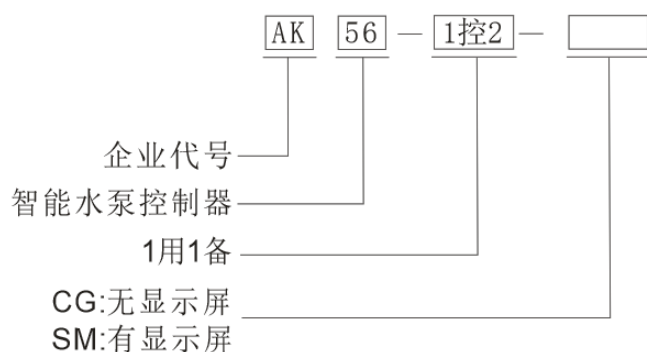 AK 56 — 1控2 —
企业代号
智能水泵控制器
1用1备
CG:无显示屏
SM:有显示屏